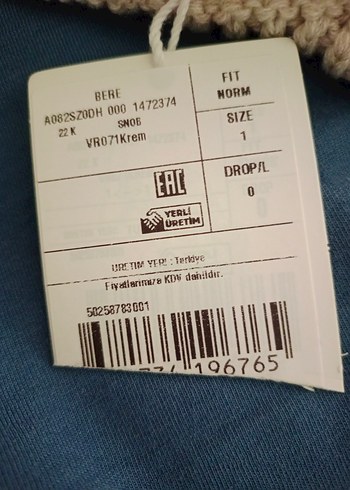 BERE
A082SZ0DH 000 1472374
22 K SNOB
VR071Krem
FIT
NORM
SIZE
1
DROP/L
0
EAC
YERLİ
ÜRETİM
ÜRETİM YERİ : Türkiye
Fiyatlarımıza KDV dahildir.
50258783001
196765